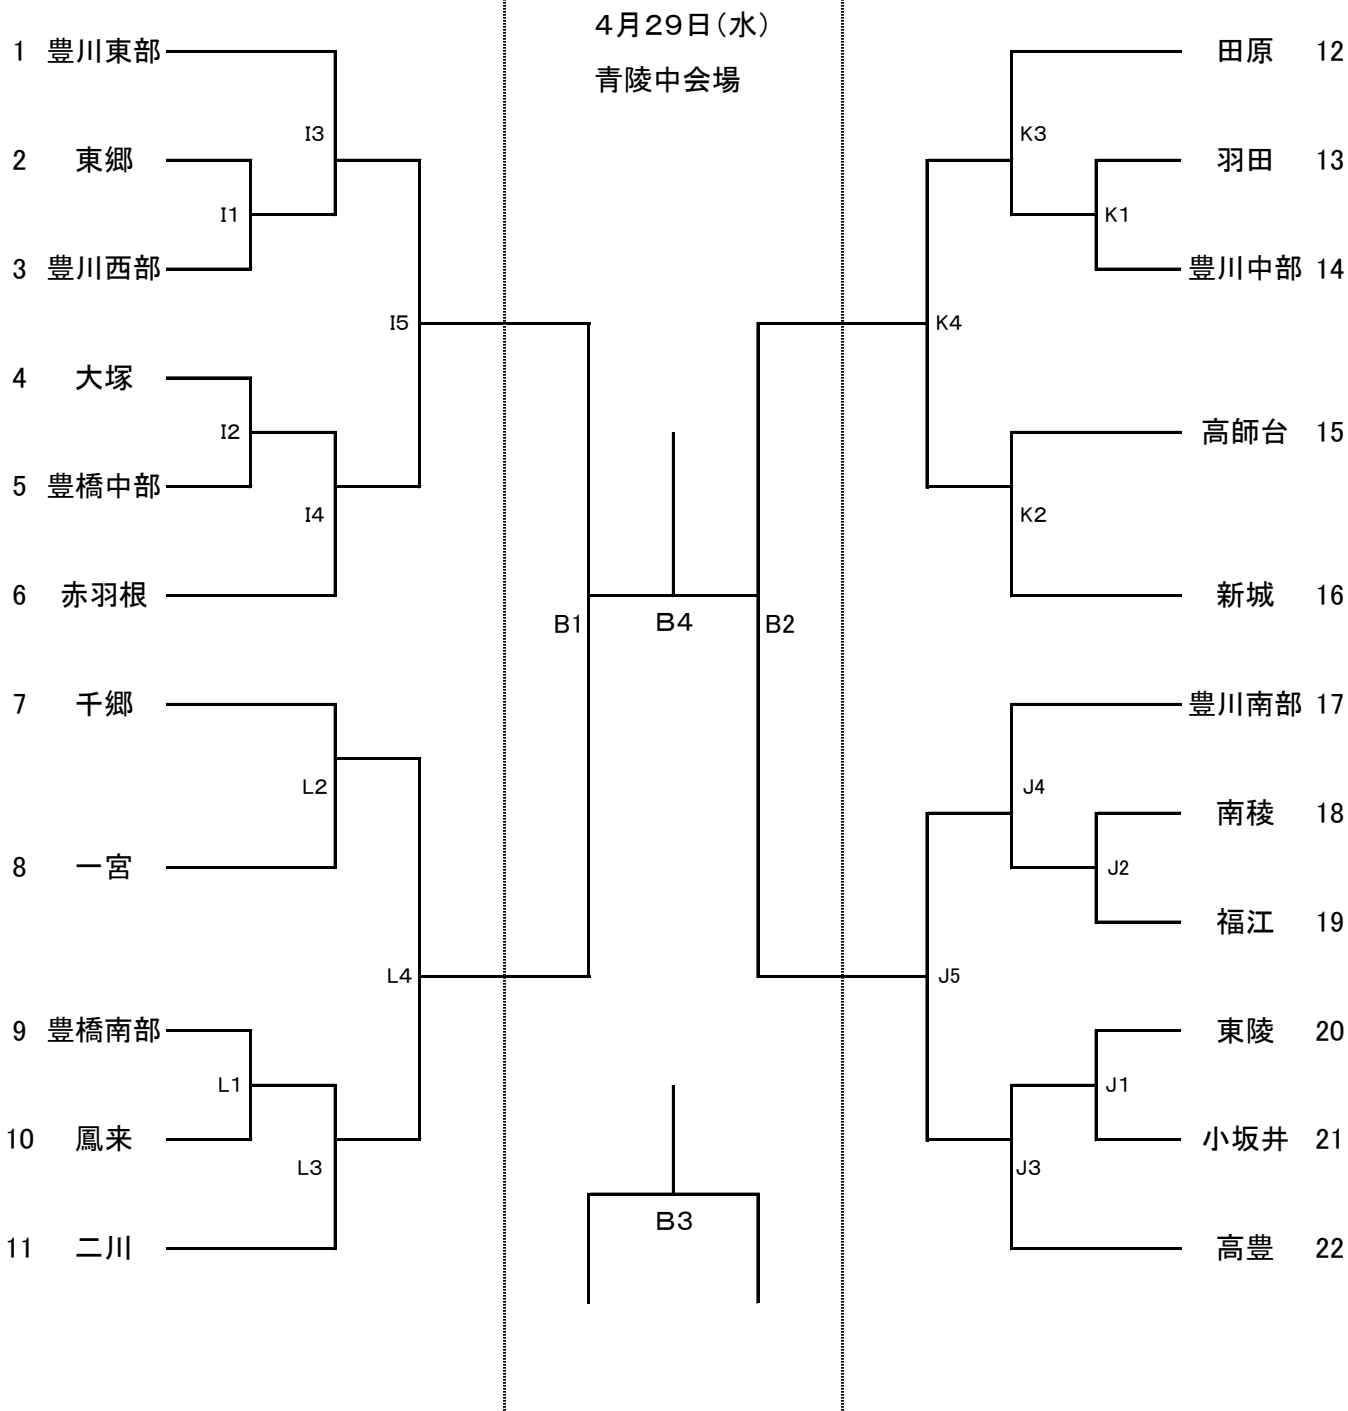 4月29日(水)
青陵中会場
1 豊川東部
I3
2 東郷
I1
3 豊川西部
I5
4 大塚
I2
5 豊橋中部
I4
6 赤羽根
7 千郷
L2
8 一宮
L4
9 豊橋南部
L1
10 鳳来
L3
11 二川
B1
B4
B2
B3
田原 12
K3
羽田 13
K1
豊川中部 14
K4
高師台 15
K2
新城 16
豊川南部 17
J4
南稜 18
J2
福江 19
J5
東陵 20
J1
小坂井 21
J3
高豊 22